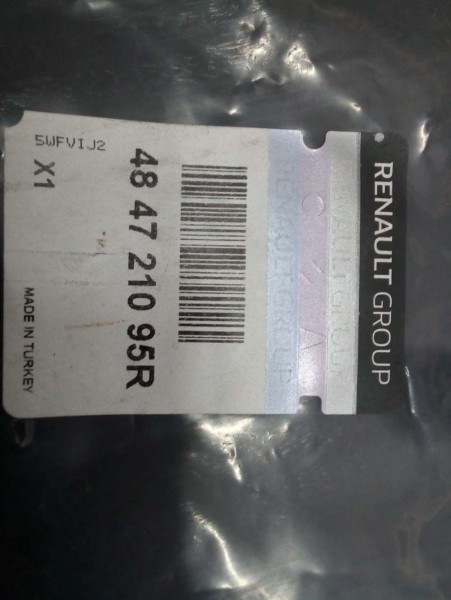 RENAULT GROUP
48 47 210 95R
5WFVIJ2
X1
MADE IN TURKEY